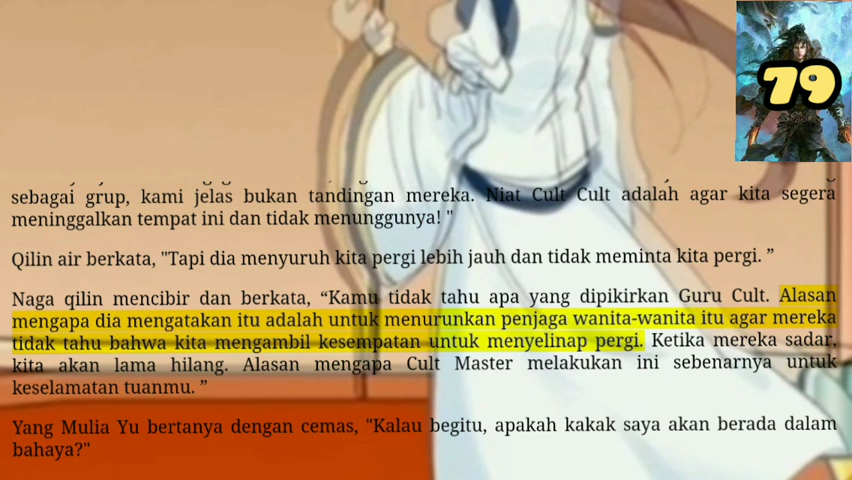 79
sebagai grup, kami jelas bukan tandingan mereka. Niat Cult Cult adalah agar kita segera
meninggalkan tempat ini dan tidak menunggunya! "
Qilin air berkata, "Tapi dia menyuruh kita pergi lebih jauh dan tidak meminta kita pergi. ”
Naga qilin mencibir dan berkata, “Kamu tidak tahu apa yang dipikirkan Guru Cult. Alasan
mengapa dia mengatakan itu adalah untuk menurunkan penjaga wanita-wanita itu agar mereka
tidak tahu bahwa kita mengambil kesempatan untuk menyelinap pergi. Ketika mereka sadar,
kita akan lama hilang. Alasan mengapa Cult Master melakukan ini sebenarnya untuk
keselamatan tuanmu. ”
Yang Mulia Yu bertanya dengan cemas, "Kalau begitu, apakah kakak saya akan berada dalam
bahaya?"